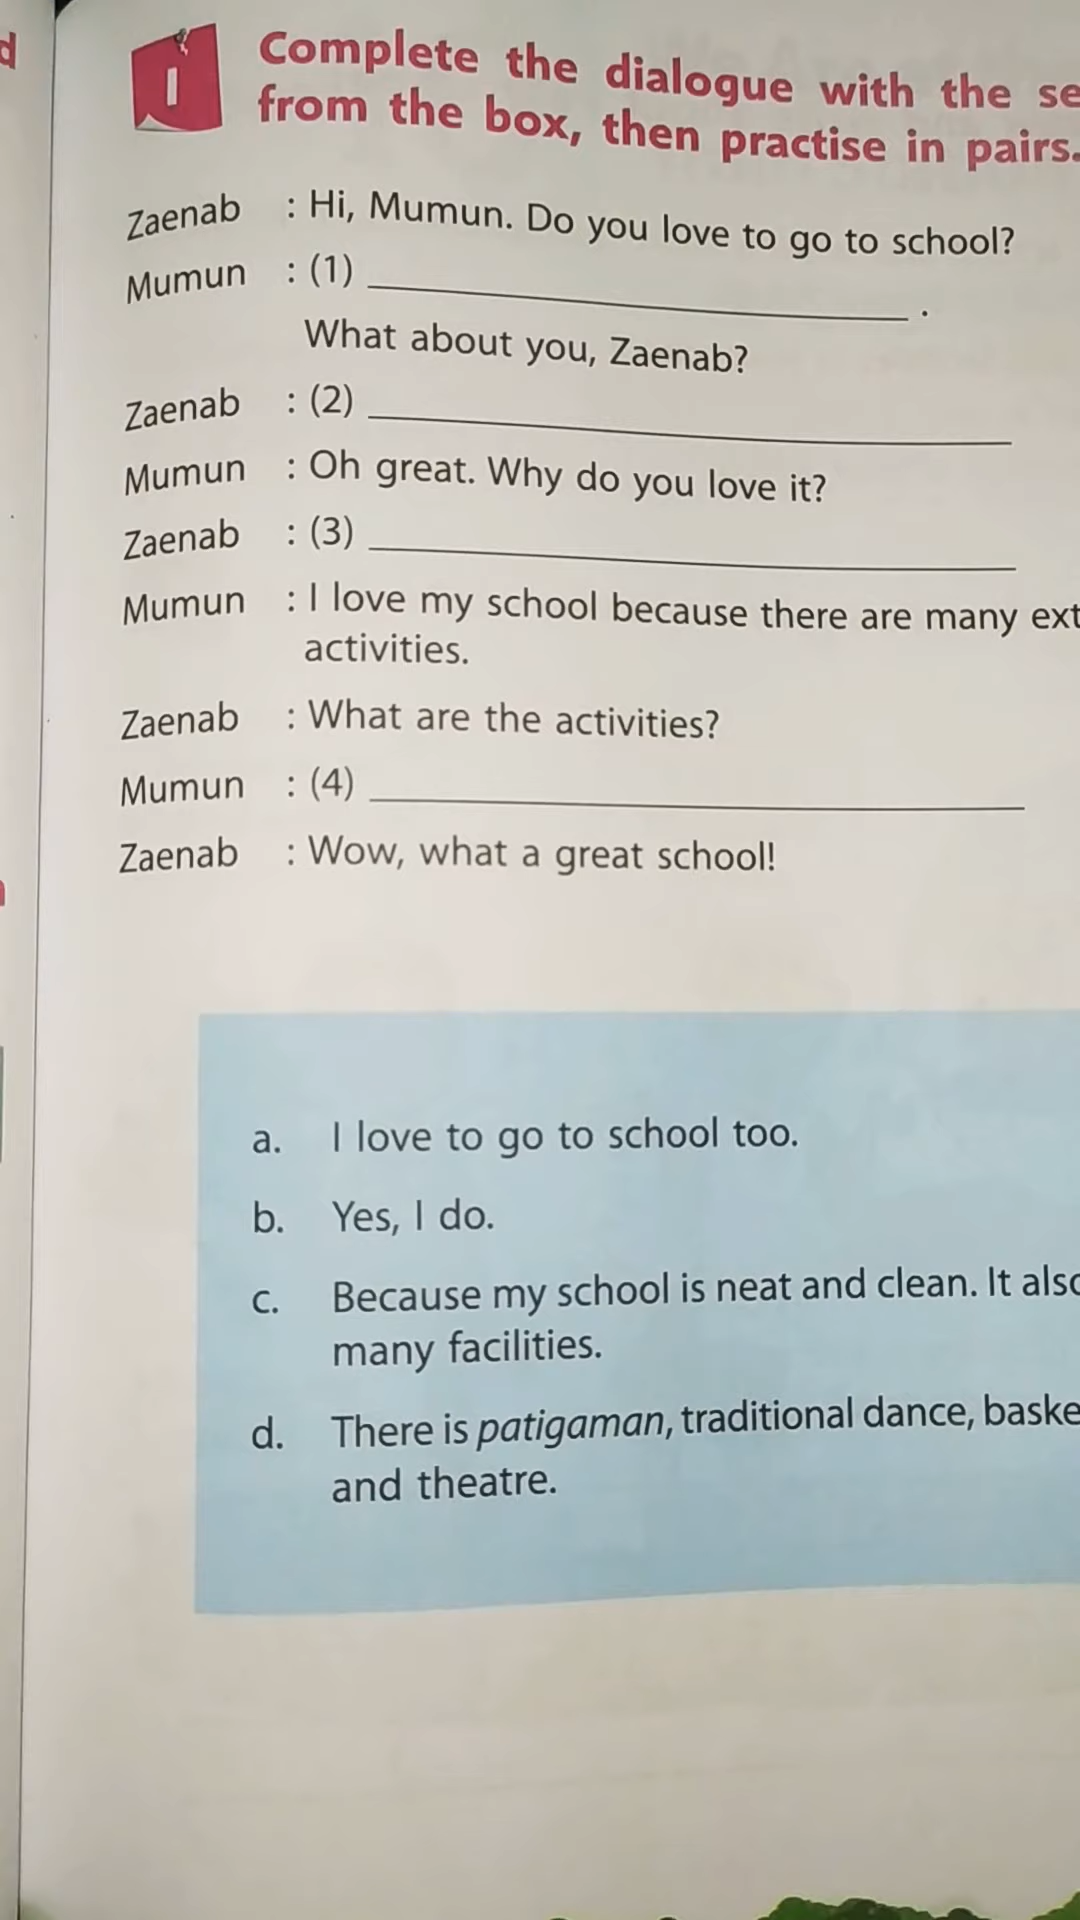 I
Complete the dialogue with the
from the box, then practise in pairs.
Zaenab : Hi, Mumun. Do you love to go to school?
Mumun : (1) ____________ .
What about you, Zaenab?
Zaenab : (2) ____________
Mumun : Oh great. Why do you love it?
Zaenab : (3) ____________
Mumun : I love my school because there are many
activities.
Zaenab : What are the activities?
Mumun : (4) ____________
Zaenab : Wow, what a great school!
a. I love to go to school too.
b. Yes, I do.
c. Because my school is neat and clean. It
many facilities.
d. There is patigaman, traditional dance,
and theatre.